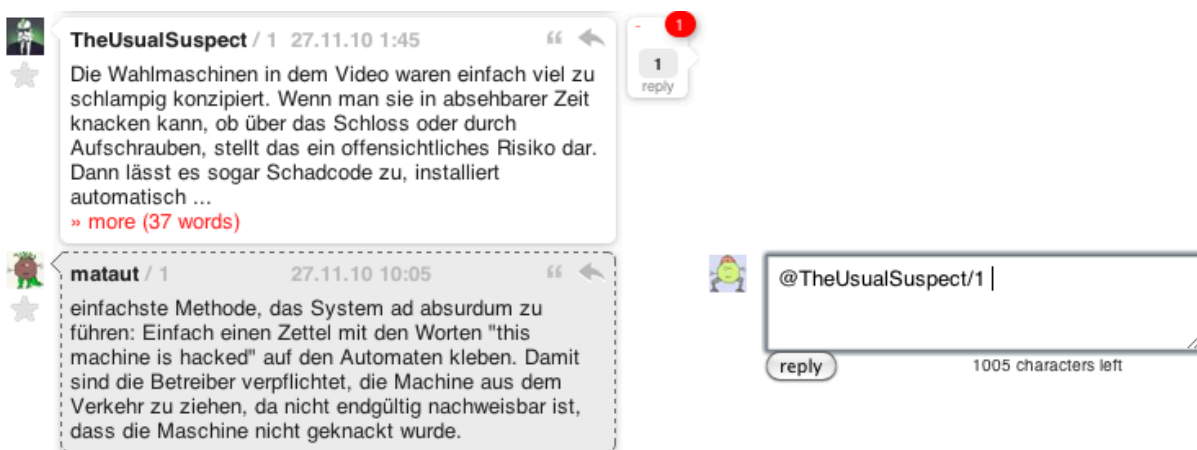 TheUsualSuspect / 1 27.11.10 1:45
Die Wahlmaschinen in dem Video waren einfach viel zu
schlampig konzipiert. Wenn man sie in absehbarer Zeit
knacken kann, ob über das Schloss oder durch
Aufschrauben, stellt das ein offensichtliches Risiko dar.
Dann lässt es sogar Schadcode zu, installiert
automatisch ...
» more (37 words)
- 1
1
reply
mataut / 1 27.11.10 10:05
einfachste Methode, das System ad absurdum zu
führen: Einfach einen Zettel mit den Worten "this
machine is hacked" auf den Automaten kleben. Damit
sind die Betreiber verpflichtet, die Machine aus dem
Verkehr zu ziehen, da nicht endgültig nachweisbar ist,
dass die Maschine nicht geknackt wurde.
@TheUsualSuspect/1
reply 1005 characters left